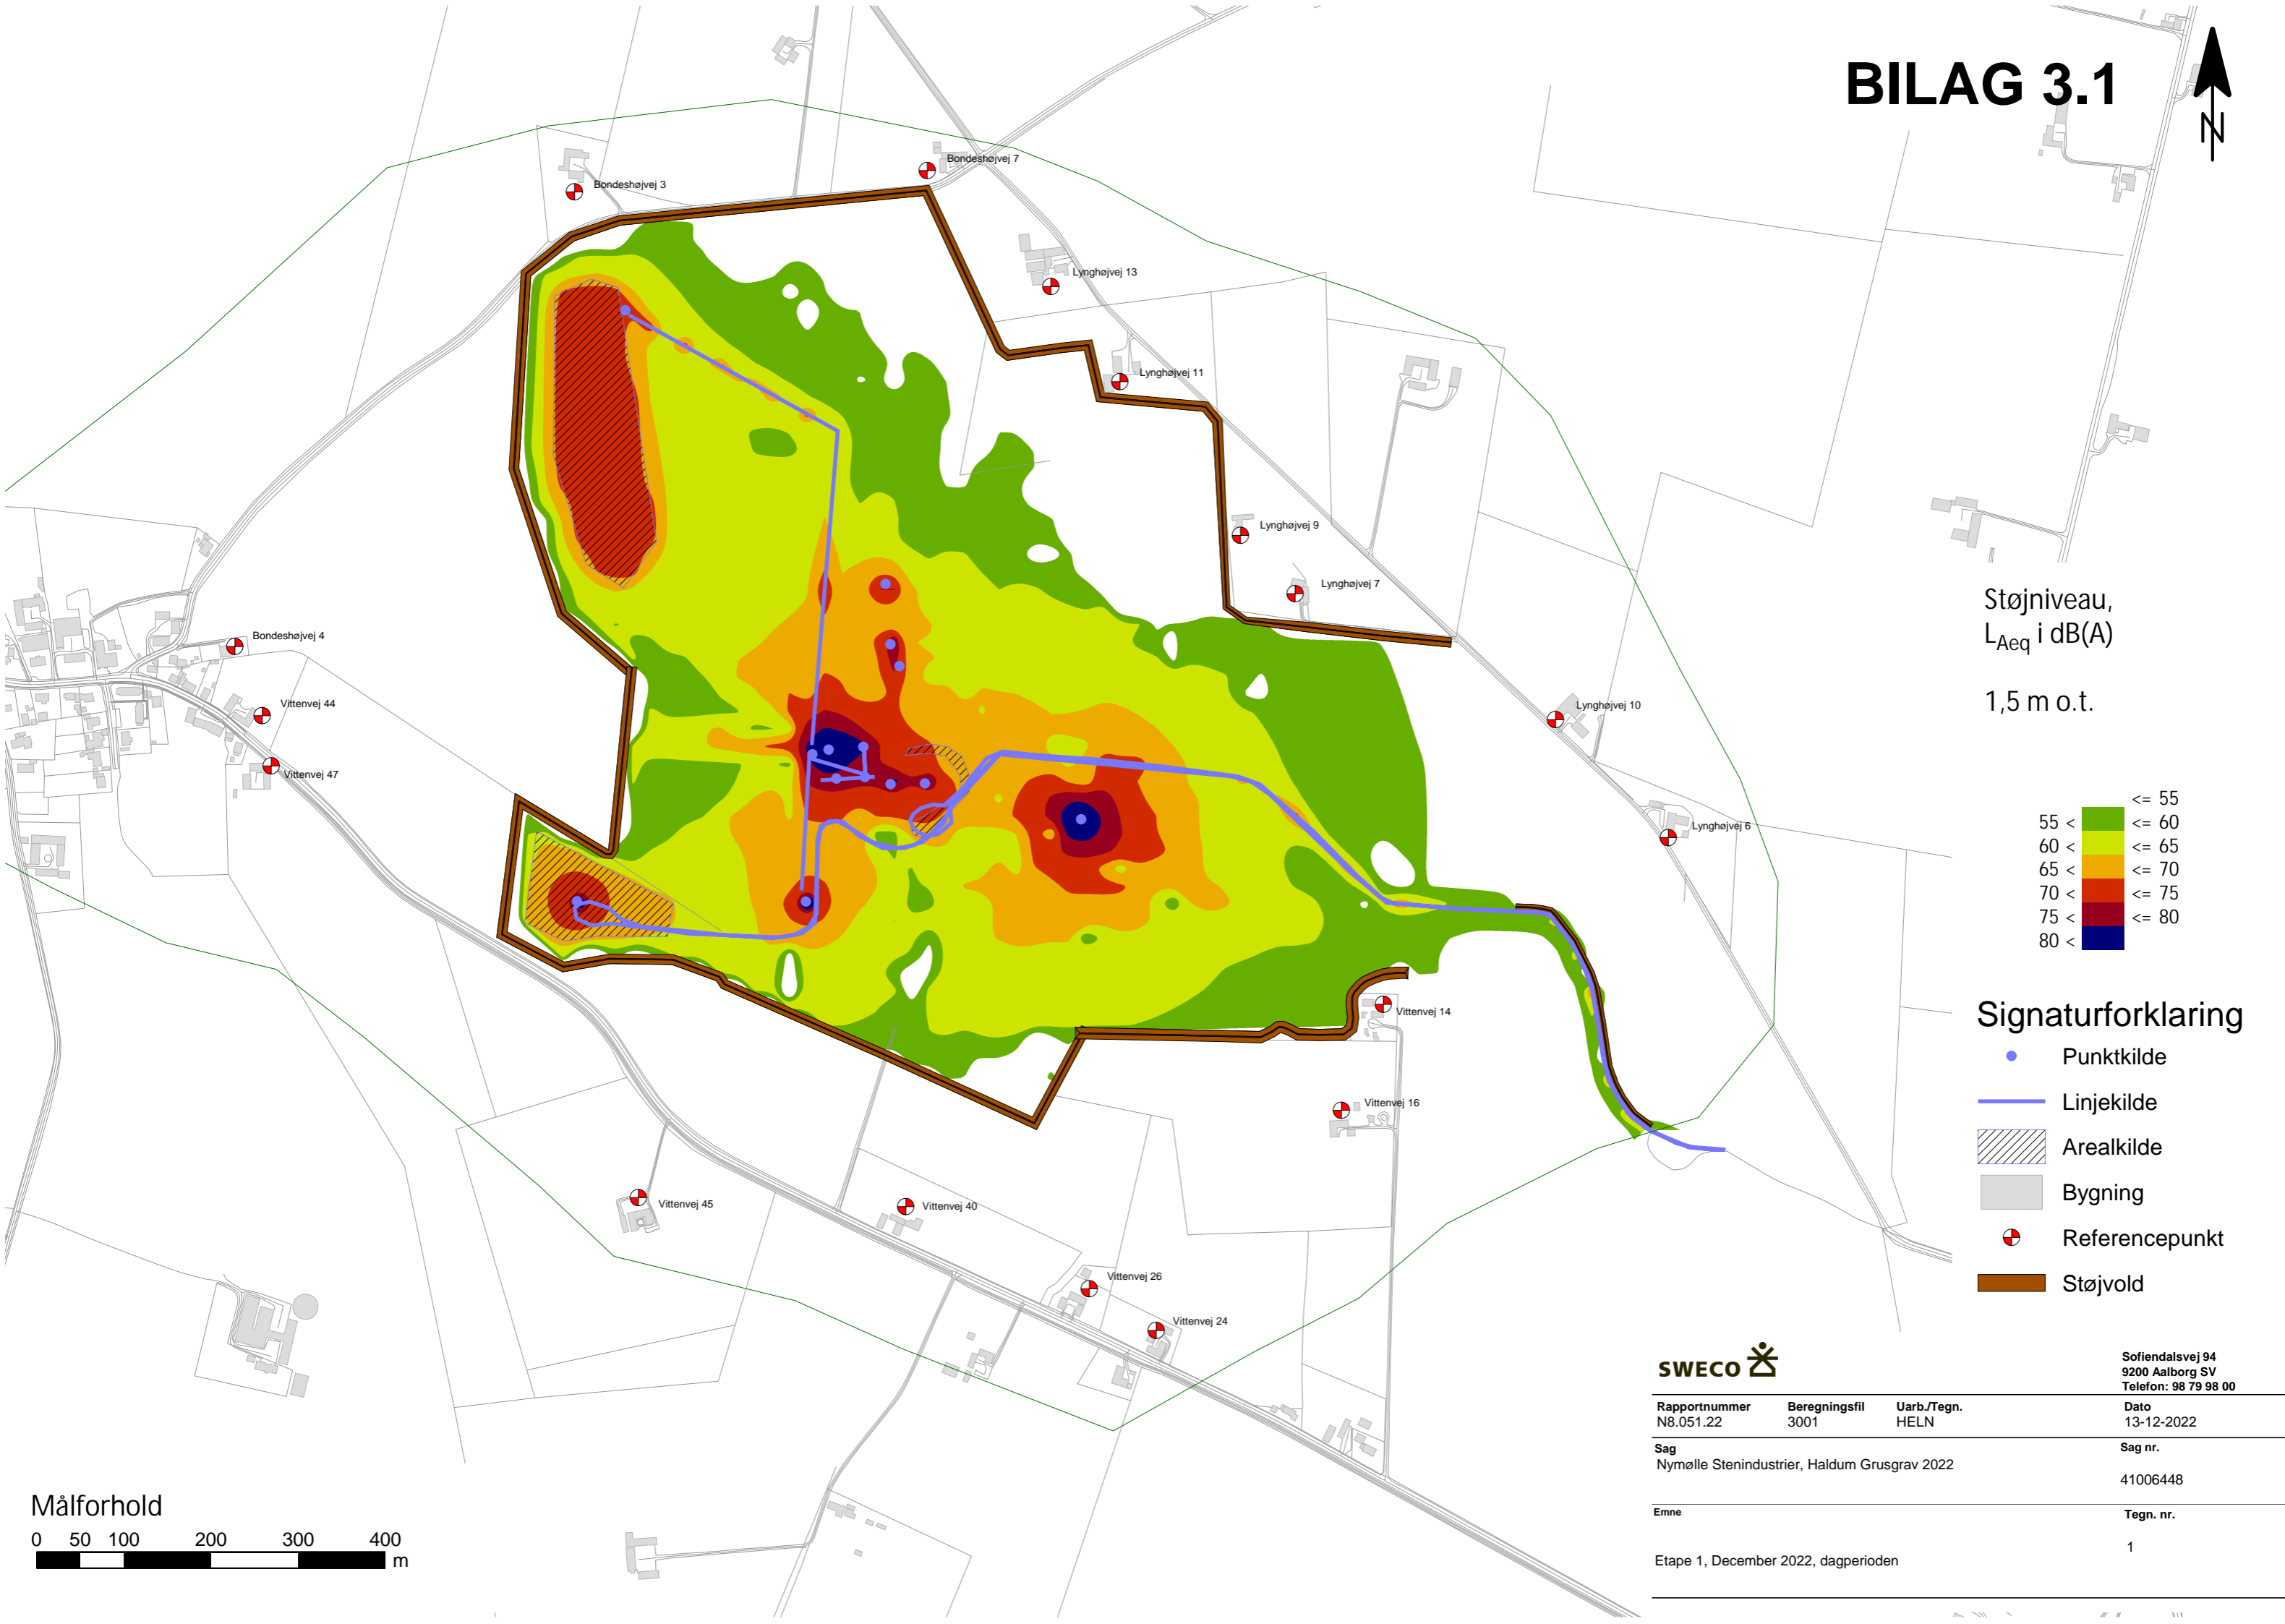 BILAG 3.1
N
Bondeshøjvej 7
Bondeshøjvej 3
Lynghøjvej 13
Lynghøjvej 11
Lynghøjvej 9
Lynghøjvej 7
Bondeshøjvej 4
Vittenvej 44
Vittenvej 47
Lynghøjvej 10
Lynghøjvej 6
Vittenvej 14
Vittenvej 16
Vittenvej 45
Vittenvej 40
Vittenvej 26
Vittenvej 24
Støjniveau,
LAeq i dB(A)
1,5 m o.t.
<= 55
55 < <= 60
60 < <= 65
65 < <= 70
70 < <= 75
75 < <= 80
80 <
Signaturforklaring
Punktkilde
Linjekilde
Arealkilde
Bygning
Referencepunkt
Støjvold
SWECO
Sofiendalsvej 94
9200 Aalborg SV
Telefon: 98 79 98 00
Rapportnummer Beregningsfil Uarb./Tegn. Dato
N8.051.22 3001 HELN 13-12-2022
Sag Sag nr.
Nymølle Stenindustrier, Haldum Grusgrav 2022
41006448
Emne Tegn. nr.
1
Etape 1, December 2022, dagperioden
Målforhold
0 50 100 200 300 400
m